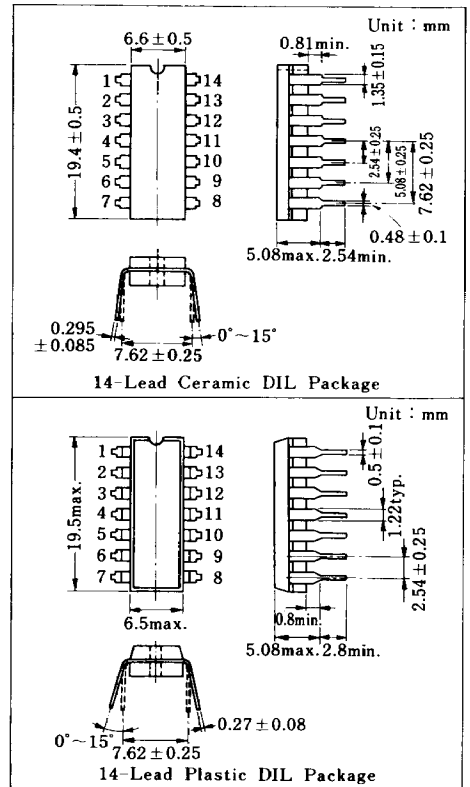 Unit : mm
6.6±0.5
0.81min.
1.35±0.15
19.4±0.5
1 14
2 13
3 12
4 11
5 10
6 9
7 8
2.54±0.25
5.08±0.25
7.62±0.25
0.48±0.1
5.08max. 2.54min.
0.295
±0.085
7.62±0.25
0°~15°
14-Lead Ceramic DIL Package
Unit : mm
19.5max.
1 14
2 13
3 12
4 11
5 10
6 9
7 8
0.5±0.1
1.22typ.
2.54±0.25
6.5max.
0.8min.
5.08max. 2.8min.
0°~15°
7.62±0.25
0.27±0.08
14-Lead Plastic DIL Package